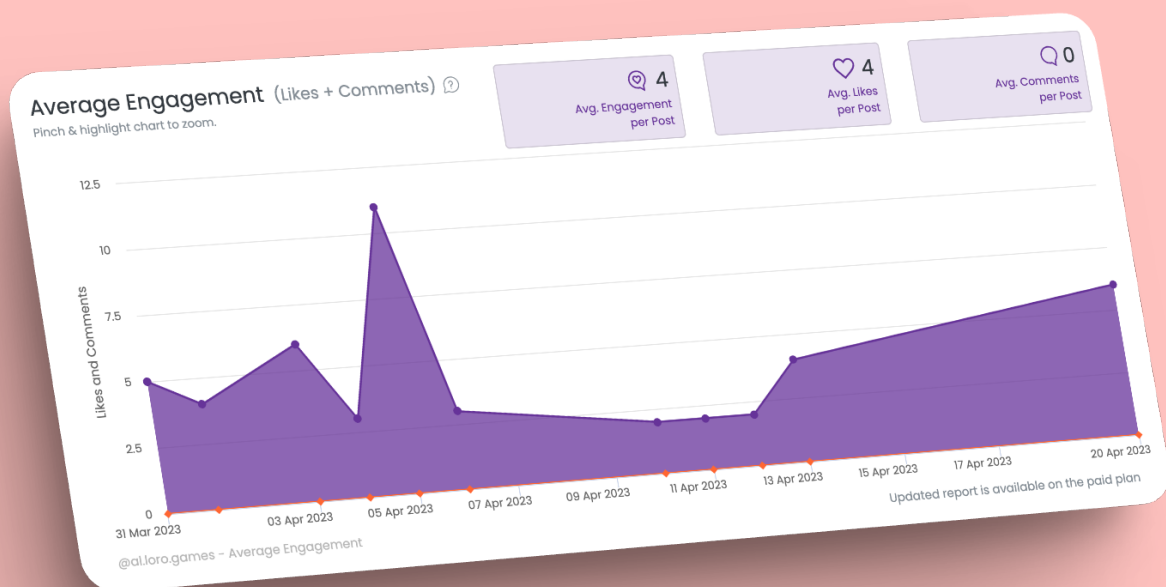 Average Engagement (Likes + Comments) ?
Pinch & highlight chart to zoom.
4
Avg. Engagement
per Post
4
Avg. Likes
per Post
0
Avg. Comments
per Post
Likes and Comments
12.5
10
7.5
5
2.5
0
31 Mar 2023
03 Apr 2023
05 Apr 2023
07 Apr 2023
09 Apr 2023
11 Apr 2023
13 Apr 2023
15 Apr 2023
17 Apr 2023
20 Apr 2023
@al.loro.games - Average Engagement
Updated report is available on the paid plan